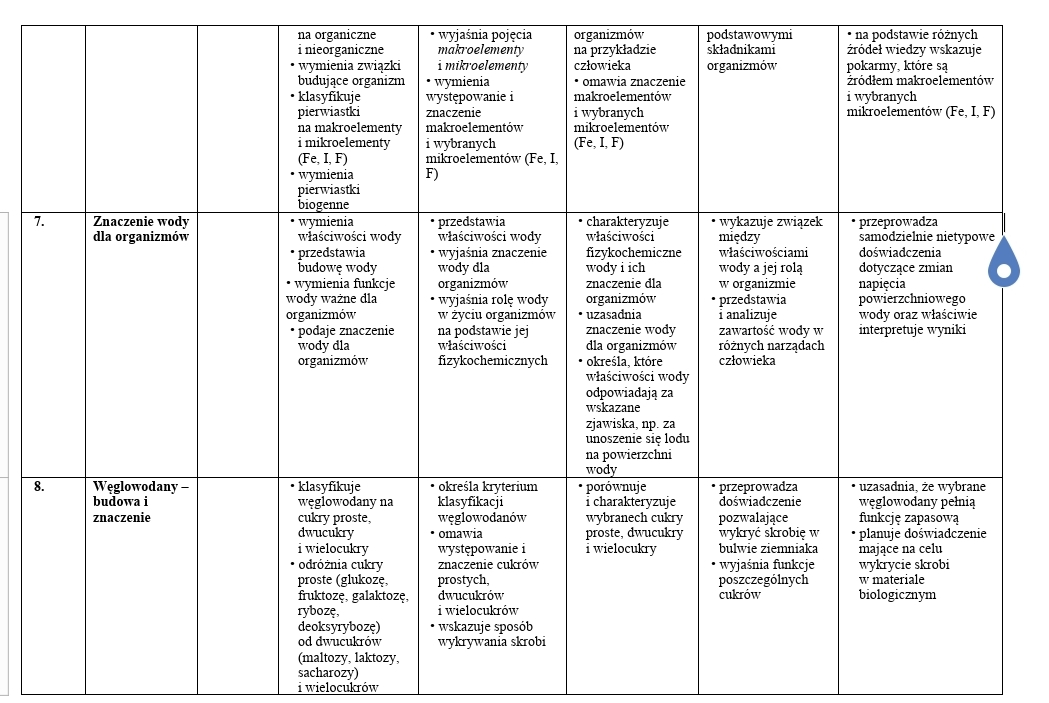 na organiczne
i nieorganiczne
• wymienia związki
budujące organizm
• klasyfikuje
pierwiastki
na makroelementy
i mikroelementy
(Fe, I, F)
• wymienia
pierwiastki
biogenne
• wyjaśnia pojęcia
makroelementy
i mikroelementy
• wymienia
występowanie i
znaczenie
makroelementów
i wybranych
mikroelementów (Fe, I,
F)
organizmów
na przykładzie
człowieka
• omawia znaczenie
makroelementów
i wybranych
mikroelementów
(Fe, I, F)
podstawowymi
składnikami
organizmów
• na podstawie różnych
źródeł wiedzy wskazuje
pokarmy, które są
źródłem makroelementów
i wybranych
mikroelementów (Fe, I, F)
7.
Znaczenie wody
dla organizmów
• wymienia
właściwości wody
• przedstawia
budowę wody
• wymienia funkcje
wody ważne dla
organizmów
• podaje znaczenie
wody dla
organizmów
• przedstawia
właściwości wody
• wyjaśnia znaczenie
wody dla
organizmów
• wyjaśnia rolę wody
w życiu organizmów
na podstawie jej
właściwości
fizykochemicznych
• charakteryzuje
właściwości
fizykochemiczne
wody i ich
znaczenie dla
organizmów
• uzasadnia
znaczenie wody
dla organizmów
• określa, które
właściwości wody
odpowiadają za
wskazane
zjawiska, np. za
unoszenie się lodu
na powierzchni
wody
• wykazuje związek
między
właściwościami
wody a jej rolą
w organizmie
• przedstawia
i analizuje
zawartość wody w
różnych narządach
człowieka
• przeprowadza
samodzielnie nietypowe
doświadczenia
dotyczące zmian
napięcia
powierzchniowego
wody oraz właściwie
interpretuje wyniki
8.
Węglowodany –
budowa i
znaczenie
• klasyfikuje
węglowodany na
cukry proste,
dwucukry
i wielocukry
• odróżnia cukry
proste (glukozę,
fruktozę, galaktozę,
rybozę,
deoksyrybozę)
od dwucukrów
(maltozy, laktozy,
sacharozy)
i wielocukrów
• określa kryterium
klasyfikacji
węglowodanów
• omawia
występowanie i
znaczenie cukrów
prostych,
dwucukrów
i wielocukrów
• wskazuje sposób
wykrywania skrobi
• porównuje
i charakteryzuje
wybranech cukry
proste, dwucukry
i wielocukry
• przeprowadza
doświadczenie
pozwalające
wykryć skrobię w
bulwie ziemniaka
• wyjaśnia funkcje
poszczególnych
cukrów
• uzasadnia, że wybrane
węglowodany pełnią
funkcję zapasową
• planuje doświadczenie
mające na celu
wykrycie skrobi
w materiale
biologicznym